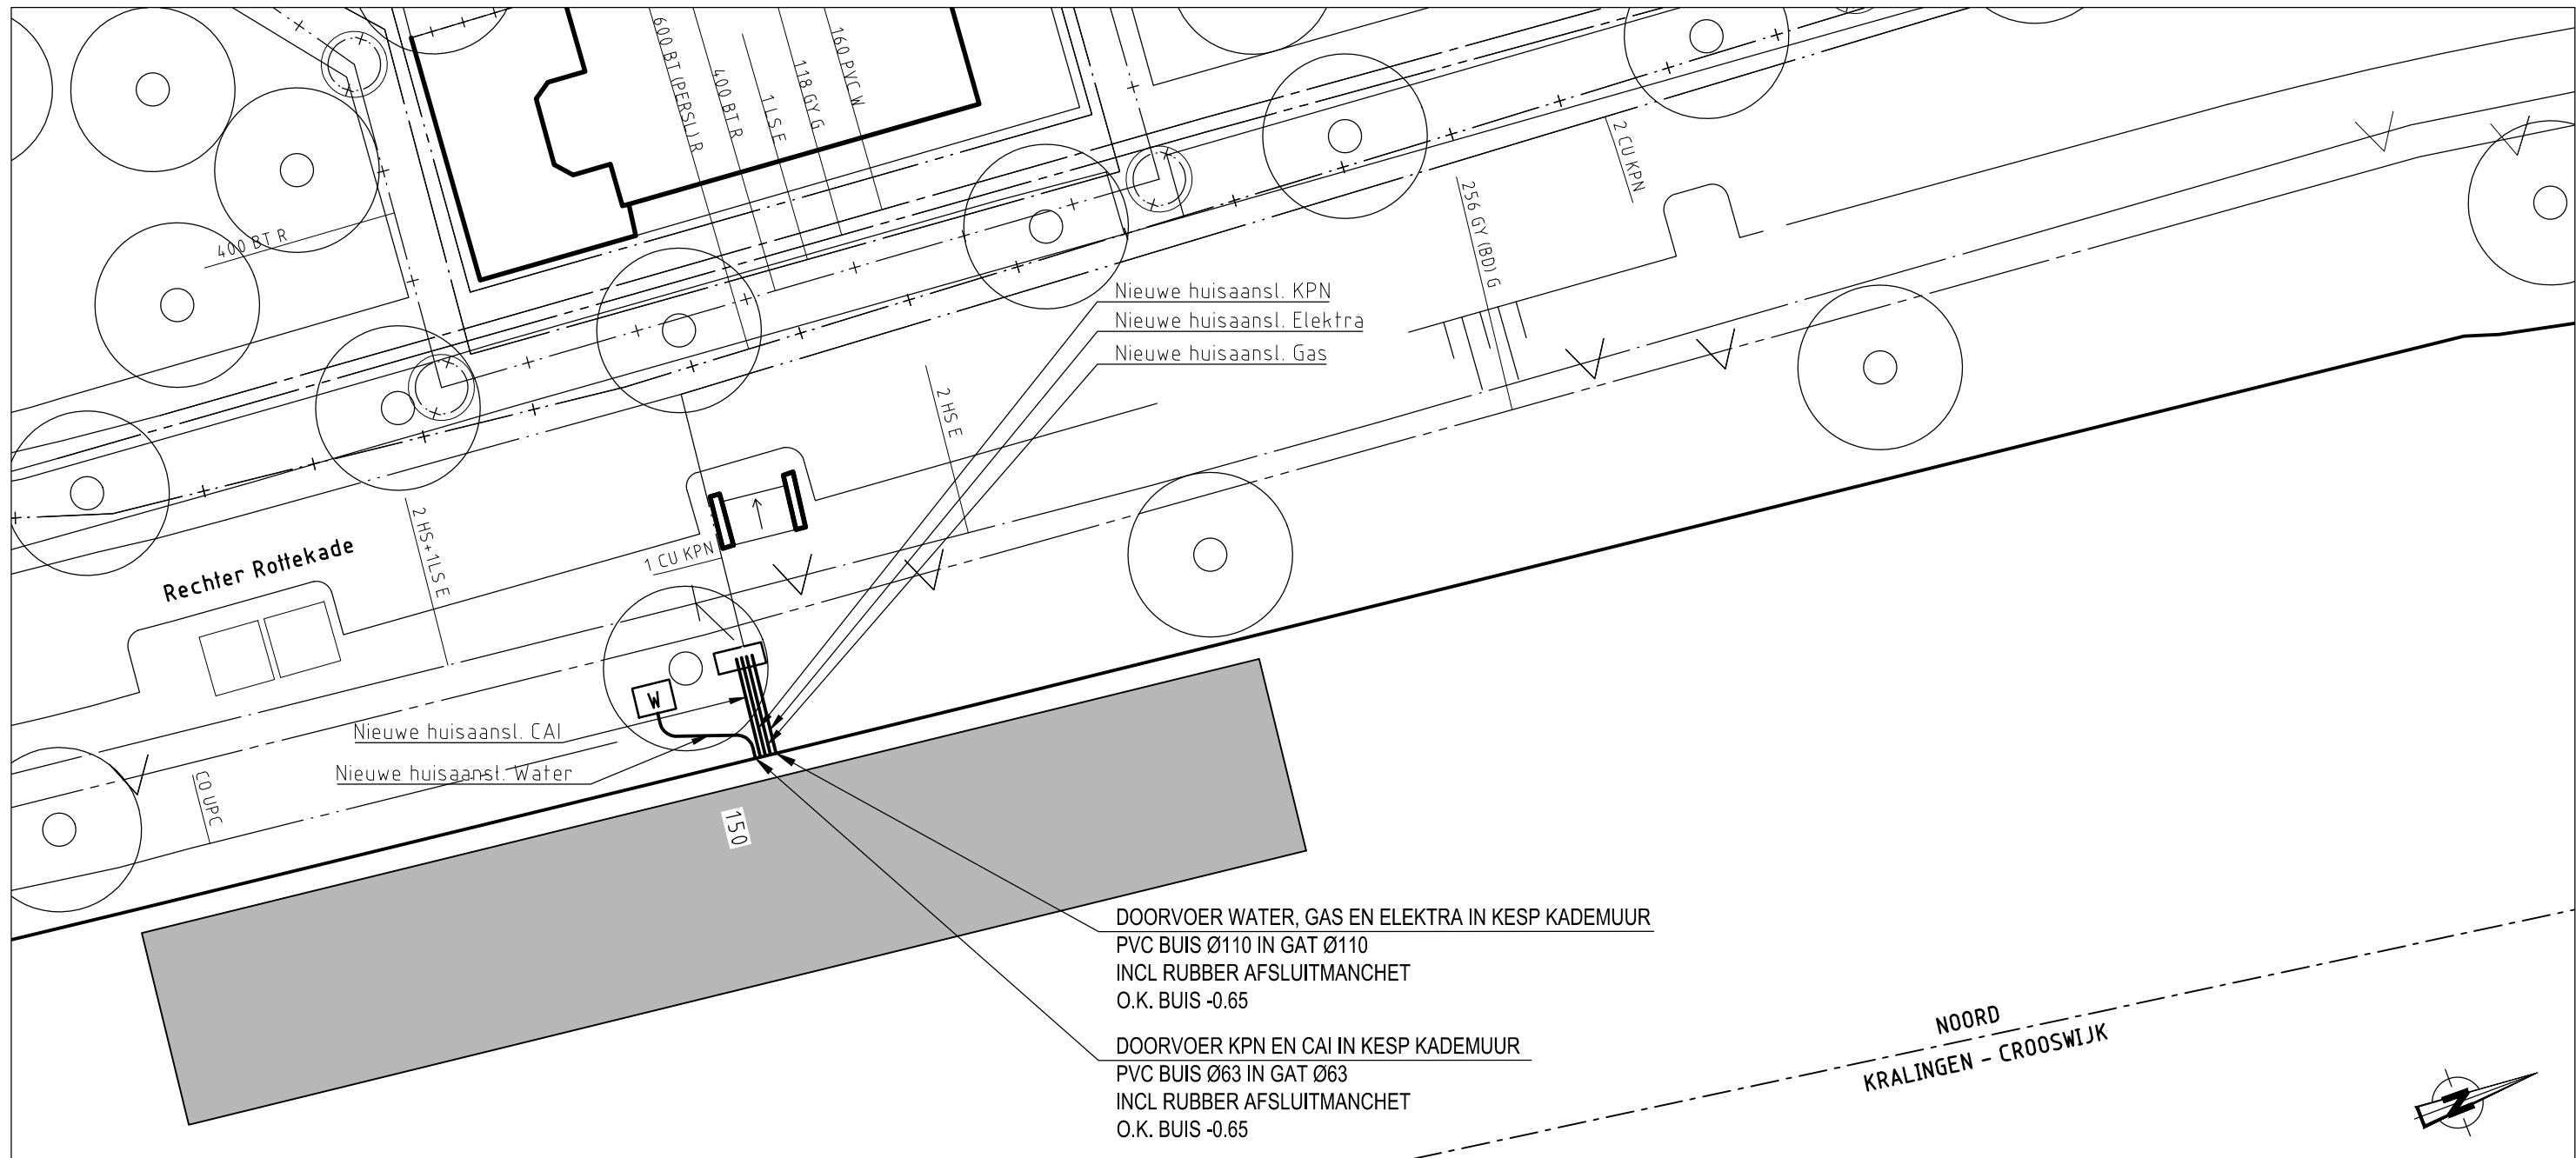 600 BT (PERSL) R
400 BT R
1 LS E
118 GY G
160 PVC W
2 CU KPN
256 GY (BD) G
400 BT R
Nieuwe huisaansl. KPN
Nieuwe huisaansl. Elektra
Nieuwe huisaansl. Gas
2 HS E
2 HS+1LS E
Rechter Rottekade
1 CU KPN
W
Nieuwe huisaansl. CAI
Nieuwe huisaansl. Water
CO UPC
150
DOORVOER WATER, GAS EN ELEKTRA IN KESP KADEMUUR
PVC BUIS Ø110 IN GAT Ø110
INCL RUBBER AFSLUITMANCHET
O.K. BUIS -0.65
DOORVOER KPN EN CAI IN KESP KADEMUUR
PVC BUIS Ø63 IN GAT Ø63
INCL RUBBER AFSLUITMANCHET
O.K. BUIS -0.65
NOORD
KRALINGEN - CROOSWIJK
N